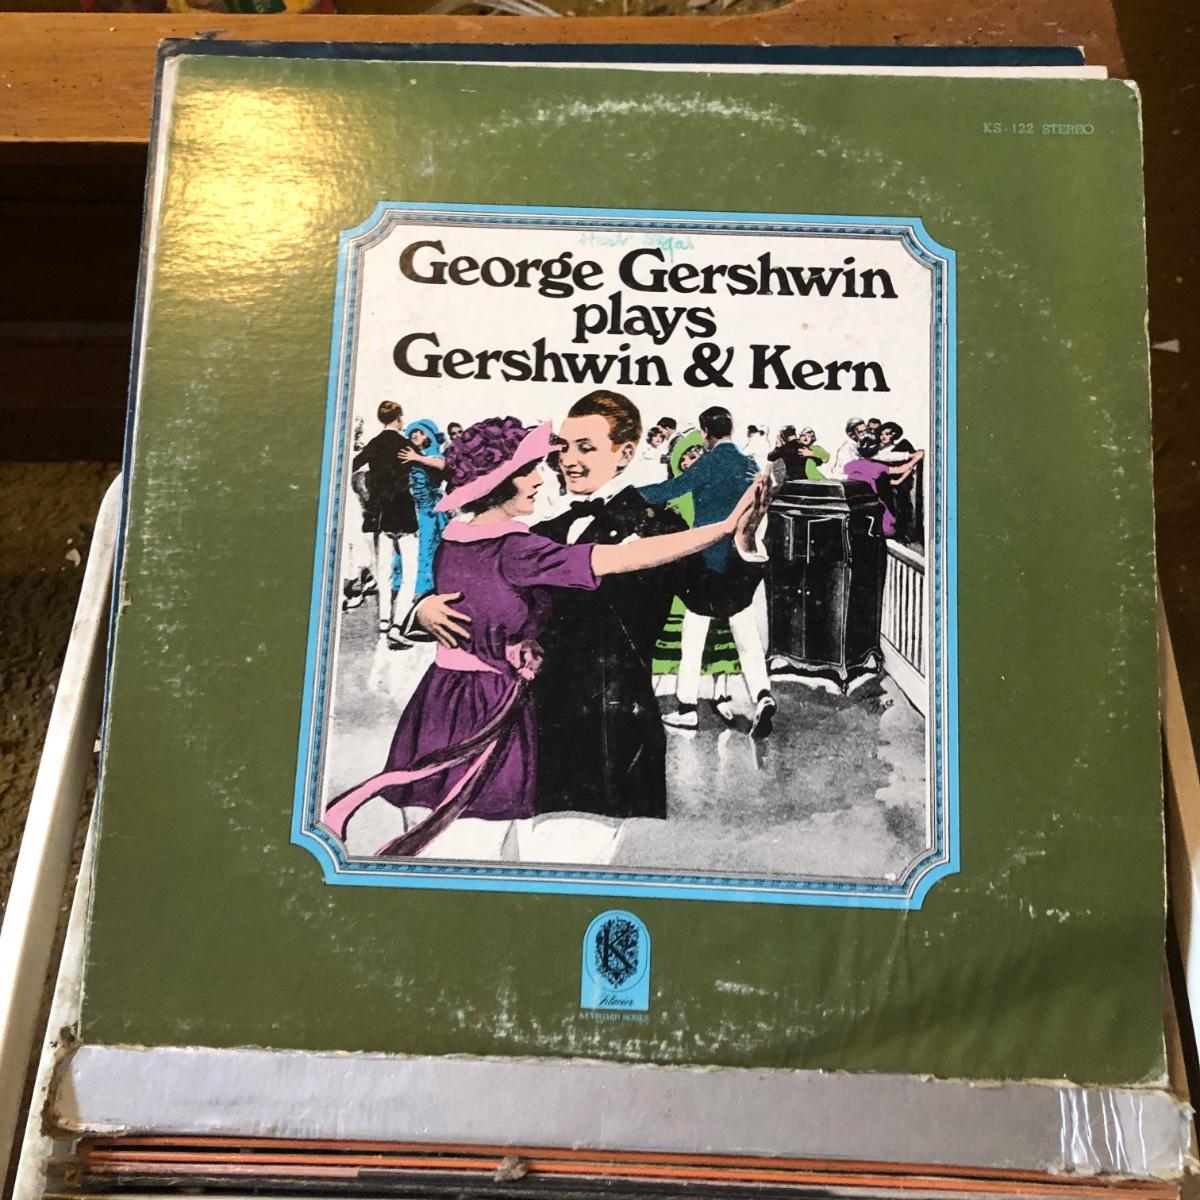 KS-122 STEREO
George Gershwin
plays
Gershwin & Kern
K
Klavier
KEYBOARD SERIES